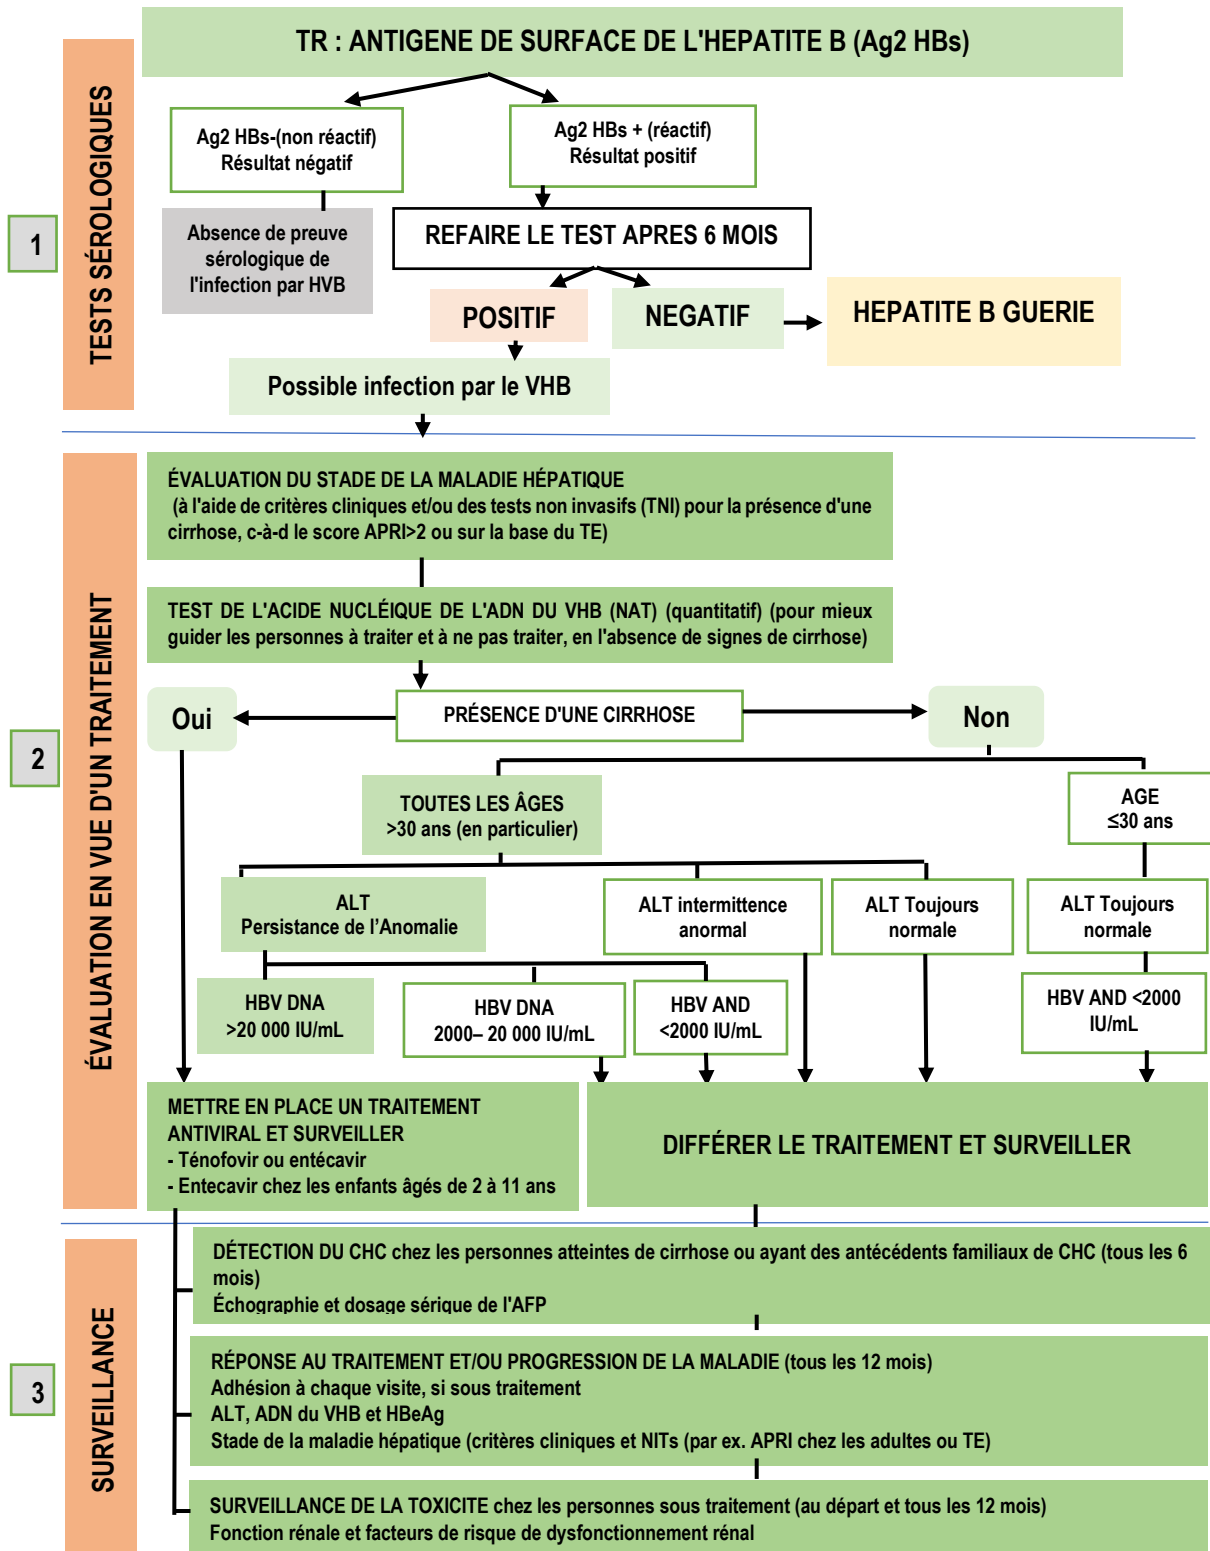 TR : ANTIGENE DE SURFACE DE L'HEPATITE B (Ag2 HBs)
1
TESTS SÉROLOGIQUES
Ag2 HBs-(non réactif)
Résultat négatif
Ag2 HBs + (réactif)
Résultat positif
Absence de preuve
sérologique de
l'infection par HVB
REFAIRE LE TEST APRES 6 MOIS
POSITIF
NEGATIF
HEPATITE B GUERIE
Possible infection par le VHB
2
ÉVALUATION EN VUE D'UN TRAITEMENT
ÉVALUATION DU STADE DE LA MALADIE HÉPATIQUE
(à l'aide de critères cliniques et/ou des tests non invasifs (TNI) pour la présence d'une
cirrhose, c-à-d le score APRI>2 ou sur la base du TE)
TEST DE L'ACIDE NUCLÉIQUE DE L'ADN DU VHB (NAT) (quantitatif) (pour mieux
guider les personnes à traiter et à ne pas traiter, en l'absence de signes de cirrhose)
Oui
PRÉSENCE D'UNE CIRRHOSE
Non
TOUTES LES ÂGES
>30 ans (en particulier)
AGE
≤30 ans
ALT
Persistance de l'Anomalie
ALT intermittence
anormal
ALT Toujours
normale
ALT Toujours
normale
HBV DNA
>20 000 IU/mL
HBV DNA
2000– 20 000 IU/mL
HBV AND
<2000 IU/mL
HBV AND <2000
IU/mL
METTRE EN PLACE UN TRAITEMENT
ANTIVIRAL ET SURVEILLER
- Ténofovir ou entécavir
- Entecavir chez les enfants âgés de 2 à 11 ans
DIFFÉRER LE TRAITEMENT ET SURVEILLER
3
SURVEILLANCE
DÉTECTION DU CHC chez les personnes atteintes de cirrhose ou ayant des antécédents familiaux de CHC (tous les 6
mois)
Échographie et dosage sérique de l'AFP
RÉPONSE AU TRAITEMENT ET/OU PROGRESSION DE LA MALADIE (tous les 12 mois)
Adhésion à chaque visite, si sous traitement
ALT, ADN du VHB et HBeAg
Stade de la maladie hépatique (critères cliniques et NITs (par ex. APRI chez les adultes ou TE)
SURVEILLANCE DE LA TOXICITE chez les personnes sous traitement (au départ et tous les 12 mois)
Fonction rénale et facteurs de risque de dysfonctionnement rénal